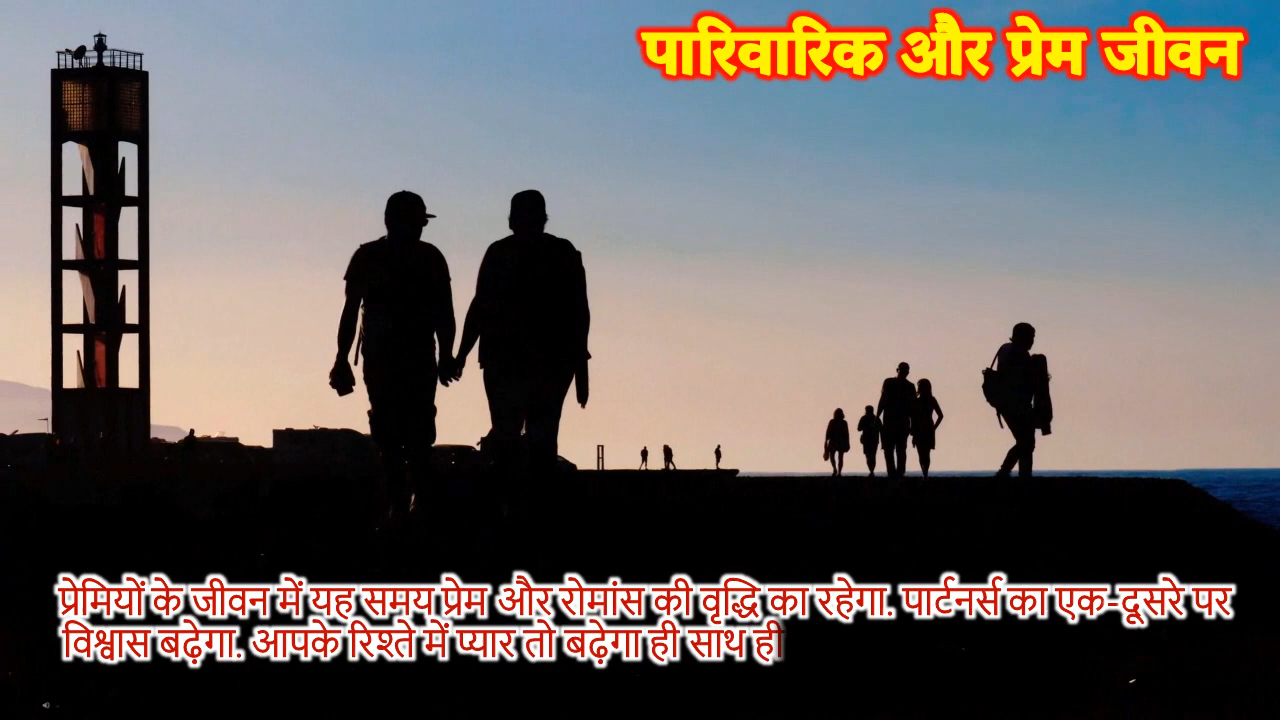 पारिवारिक और प्रेम जीवन
प्रेमियों के जीवन में यह समय प्रेम और रोमांस की वृद्धि का रहेगा. पार्टनर्स का एक-दूसरे पर
विश्वास बढ़ेगा. आपके रिश्ते में प्यार तो बढ़ेगा ही साथ ही